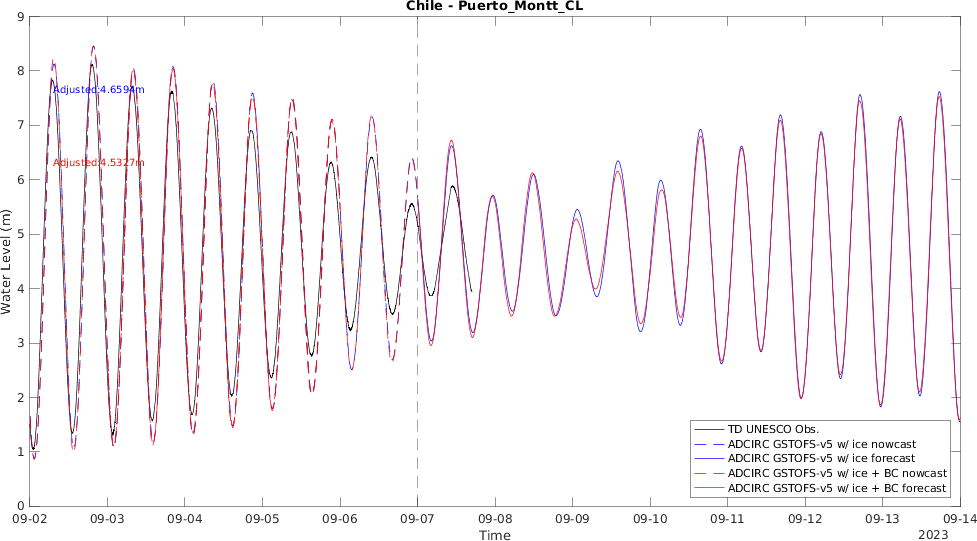 Chile - Puerto_Montt_CL
9
8
7
6
5
4
3
2
1
0
Water Level (m)
Adjusted:4.6594m
Adjusted:4.5327m
TD UNESCO Obs.
ADCIRC GSTOFS-v5 w/ ice nowcast
ADCIRC GSTOFS-v5 w/ ice forecast
ADCIRC GSTOFS-v5 w/ ice + BC nowcast
ADCIRC GSTOFS-v5 w/ ice + BC forecast
09-02 09-03 09-04 09-05 09-06 09-07 09-08 09-09 09-10 09-11 09-12 09-13 09-14
Time
2023